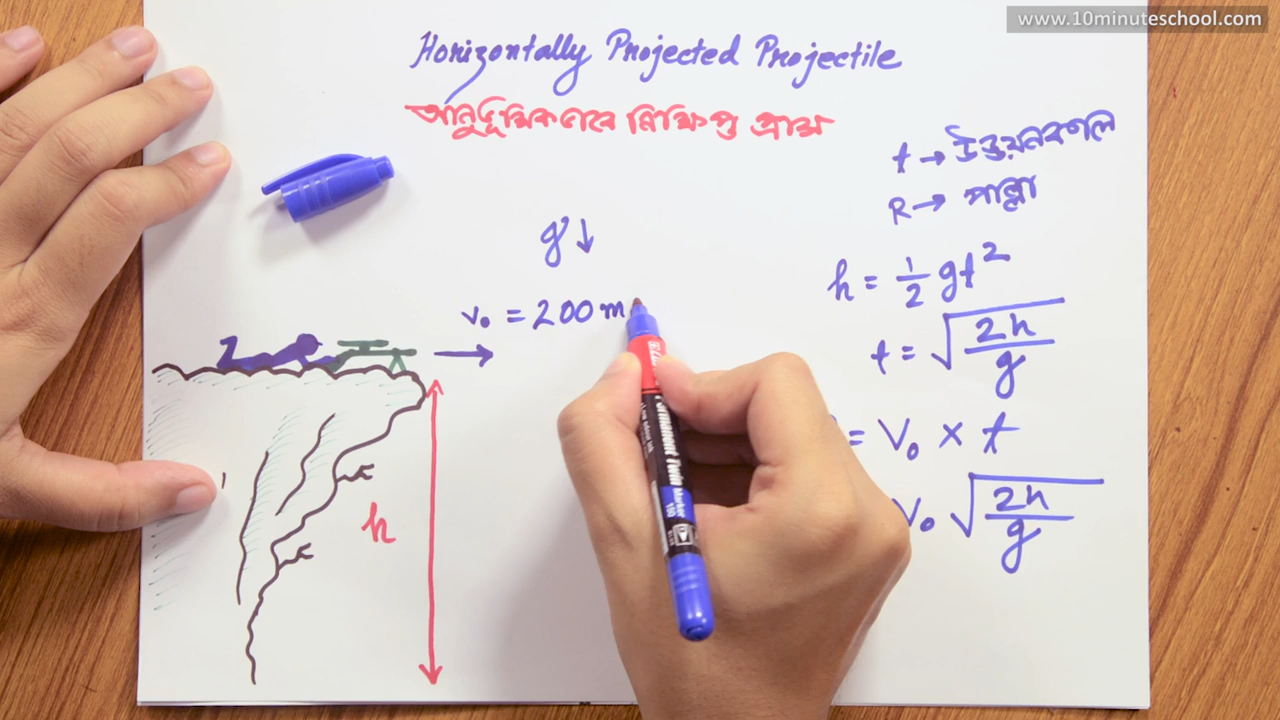 www.10minuteschool.com
Horizontally Projected Projectile
আনুভূমিকভাবে নিক্ষিপ্ত প্রাস
t → উড্ডয়নকাল
R → পাল্লা
g ↓
h = 1/2 gt²
v₀ = 200 m
t = √(2h/g)
= V₀ × t
V₀ √(2h/g)
h